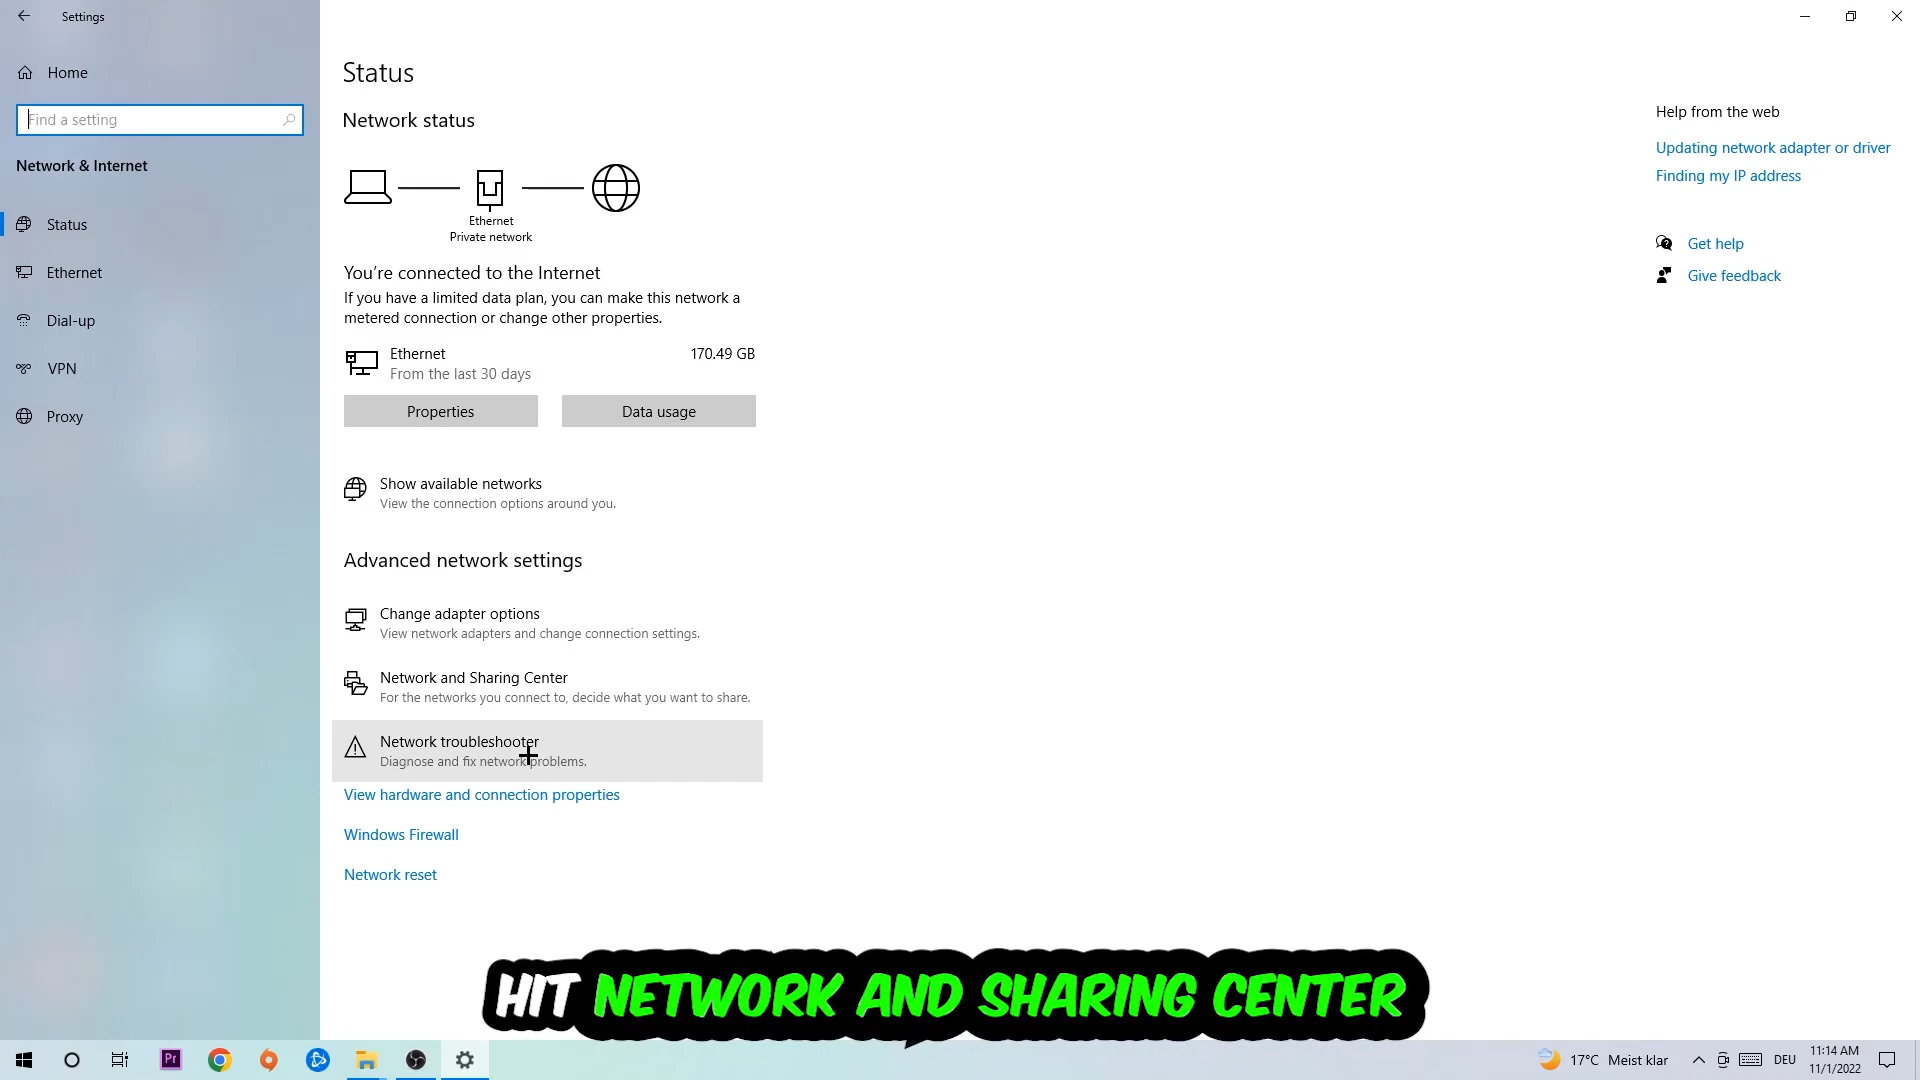 Settings
Home
Find a setting
Network & Internet
Status
Ethernet
Dial-up
VPN
Proxy
Status
Network status
Ethernet
Private network
You're connected to the Internet
If you have a limited data plan, you can make this network a
metered connection or change other properties.
Ethernet
170.49 GB
From the last 30 days
Properties
Data usage
Show available networks
View the connection options around you.
Advanced network settings
Change adapter options
View network adapters and change connection settings.
Network and Sharing Center
For the networks you connect to, decide what you want to share.
Network troubleshooter
Diagnose and fix network problems.
View hardware and connection properties
Windows Firewall
Network reset
Help from the web
Updating network adapter or driver
Finding my IP address
Get help
Give feedback
HIT NETWORK AND SHARING CENTER
Pr
17°C Meist klar
DEU
11:14 AM
11/1/2022